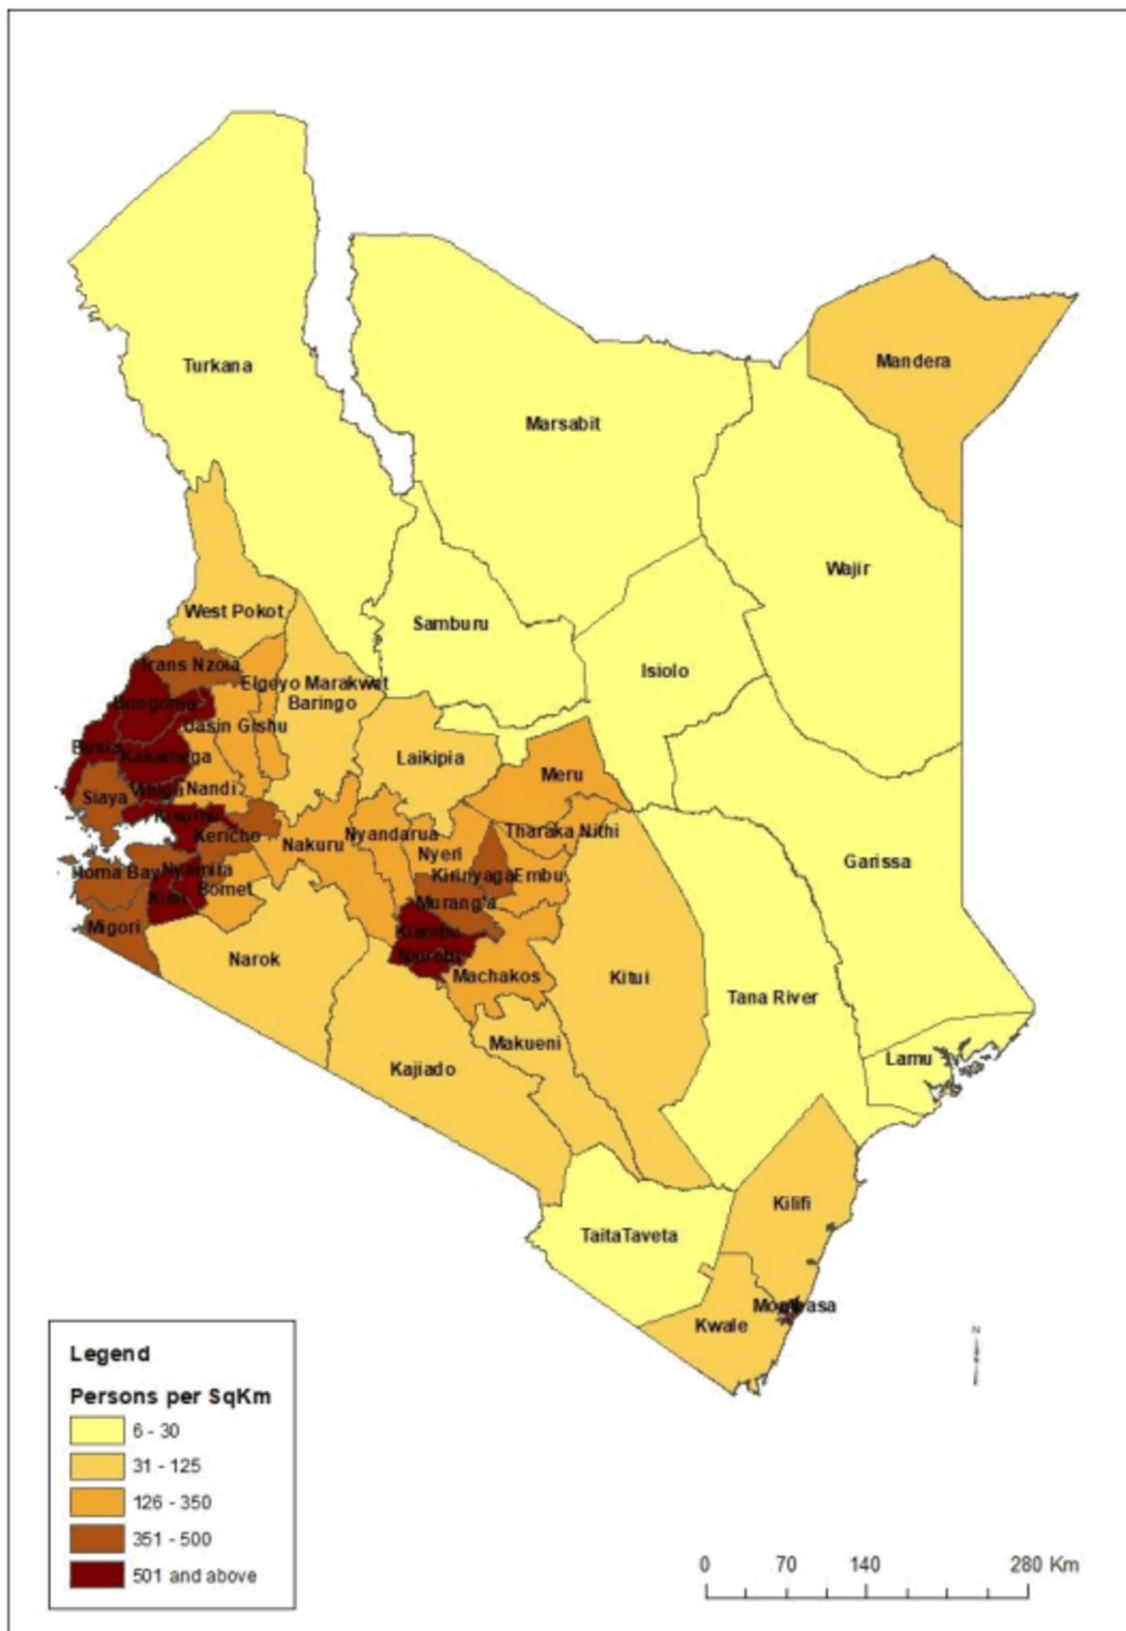 Turkana
Mandera
Marsabit
Wajir
West Pokot
Samburu
Trans Nzoia
Isiolo
Elgeyo Marakwet
Bungoma
Baringo
Uasin Gishu
Busia
Kakamega
Laikipia
Meru
Siaya
Vihiga
Nandi
Kisumu
Kericho
Nakuru
Nyandarua
Tharaka Nithi
Nyeri
Garissa
Homa Bay
Nyamira
Kirinyaga
Embu
Bomet
Kisii
Murang'a
Migori
Kiambu
Nairobi
Narok
Machakos
Kitui
Tana River
Makueni
Lamu
Kajiado
Kilifi
TaitaTaveta
Mombasa
Kwale
N
Legend
Persons per SqKm
6 - 30
31 - 125
126 - 350
351 - 500
501 and above
0 70 140 280 Km